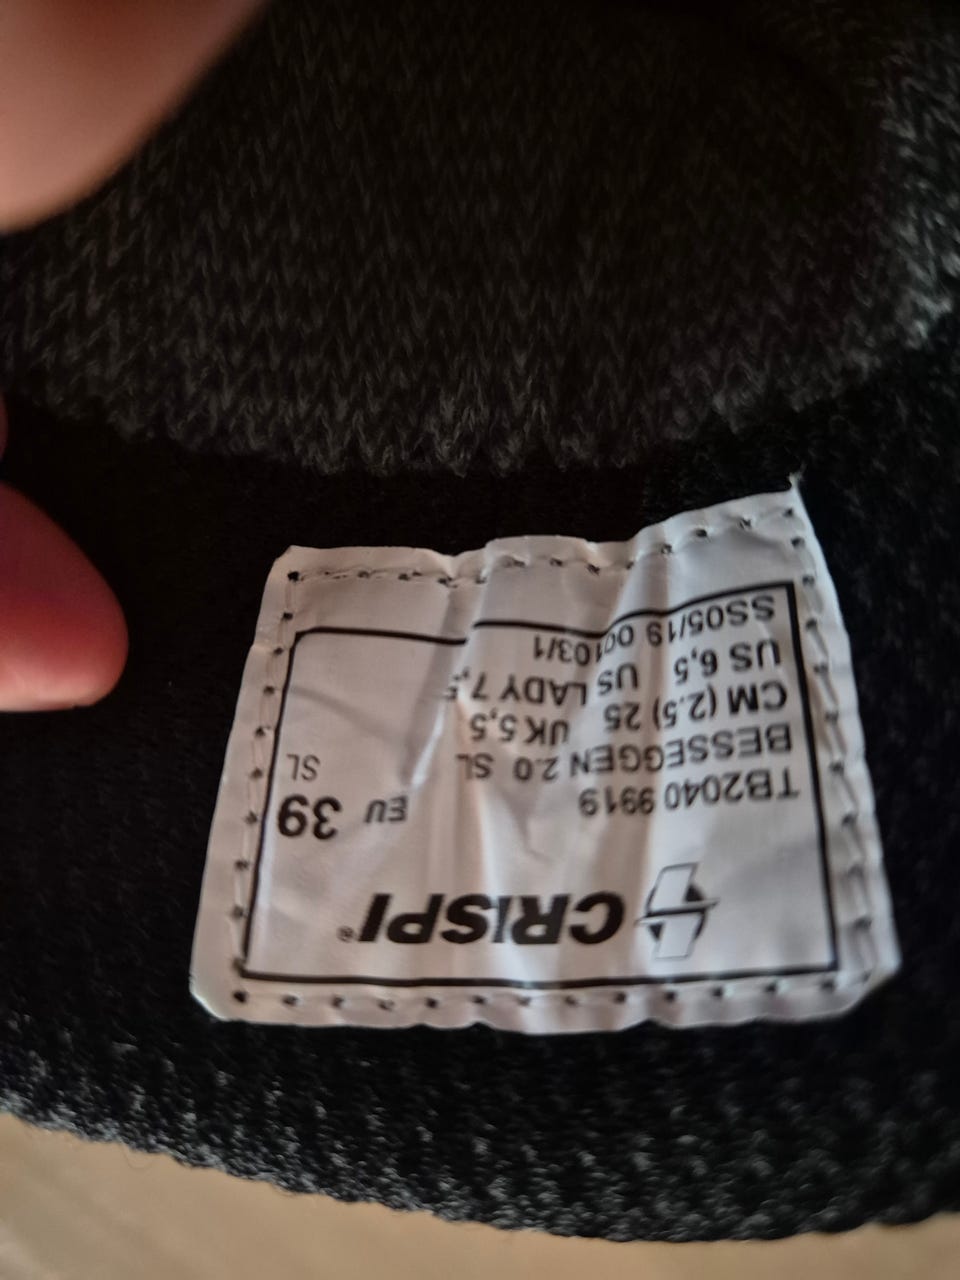 CRISPI®
TB2040 9919
EU 39
BESSEGGEN 2.0 SL
SL
CM (2.5) 25 UK 5,5
US 6,5 US LADY 7,5
SS05/19 00103/1